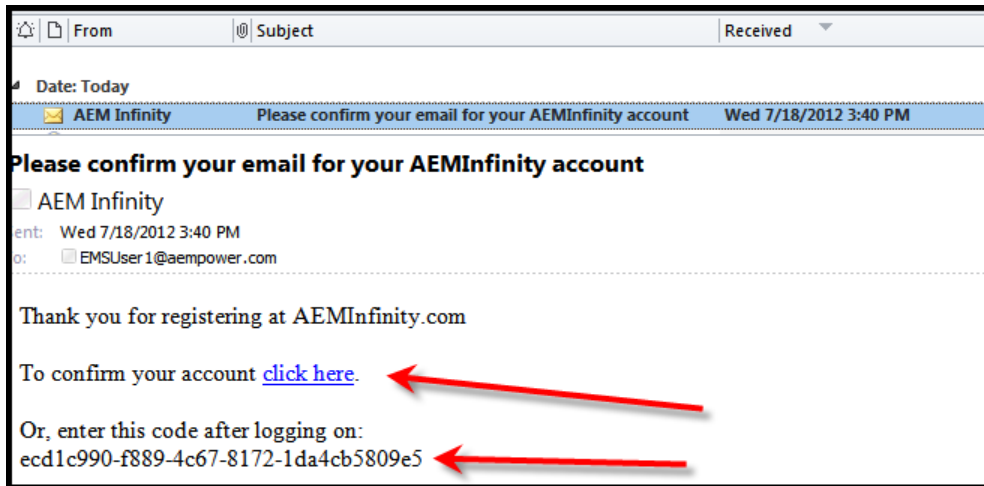 From Subject Received
Date: Today
AEM Infinity Please confirm your email for your AEMInfinity account Wed 7/18/2012 3:40 PM
Please confirm your email for your AEMInfinity account
AEM Infinity
ent: Wed 7/18/2012 3:40 PM
o: EMSUser1@aempower.com
Thank you for registering at AEMInfinity.com
To confirm your account click here.
Or, enter this code after logging on:
ecd1c990-f889-4c67-8172-1da4cb5809e5